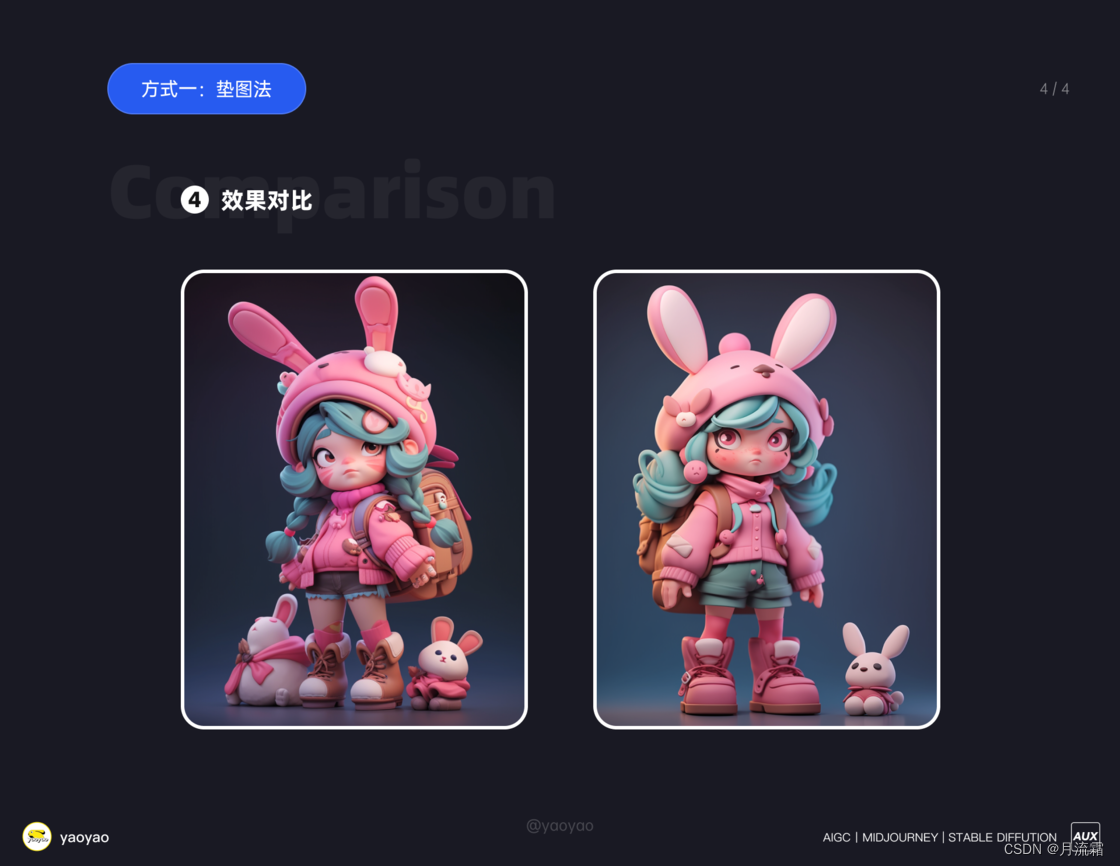 方式一：垫图法
4 / 4
Comparison
4 效果对比
@yaoyao
yaoyao
AIGC | MIDJOURNEY | STABLE DIFFUTION
AUX
CSDN @月流霜